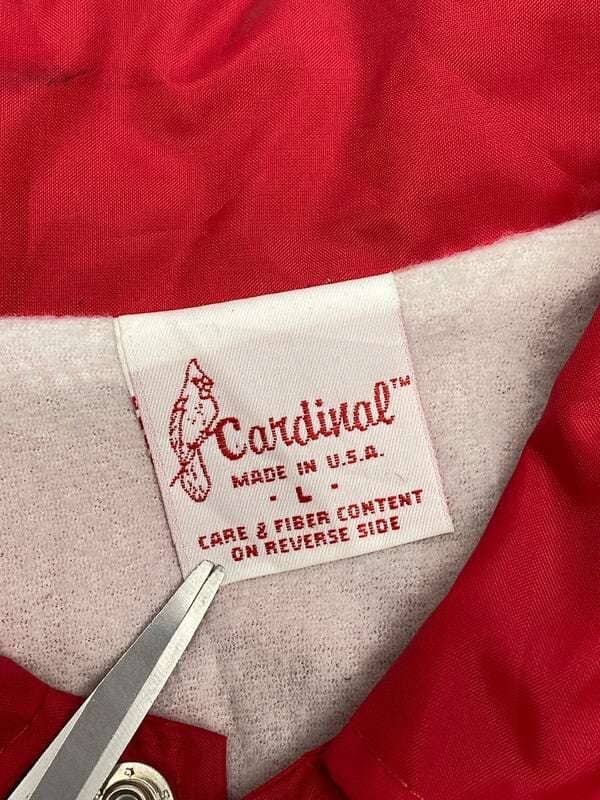 Cardinal™
MADE IN U.S.A.
- L -
CARE & FIBER CONTENT
ON REVERSE SIDE